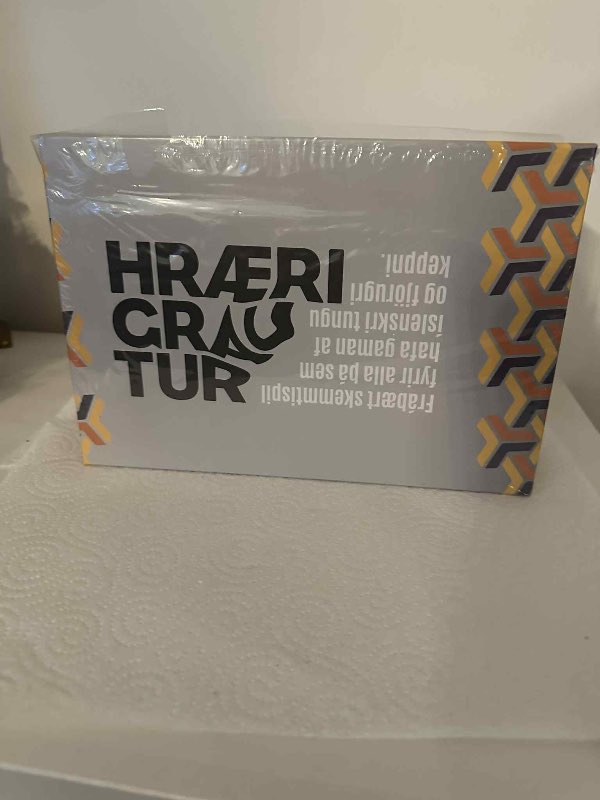 HRÆRI
GRAU
TUR
Frábært skemmtispil
fyrir alla þá sem
hafa gaman af
íslenskri tungu
og fjörugri
keppni.